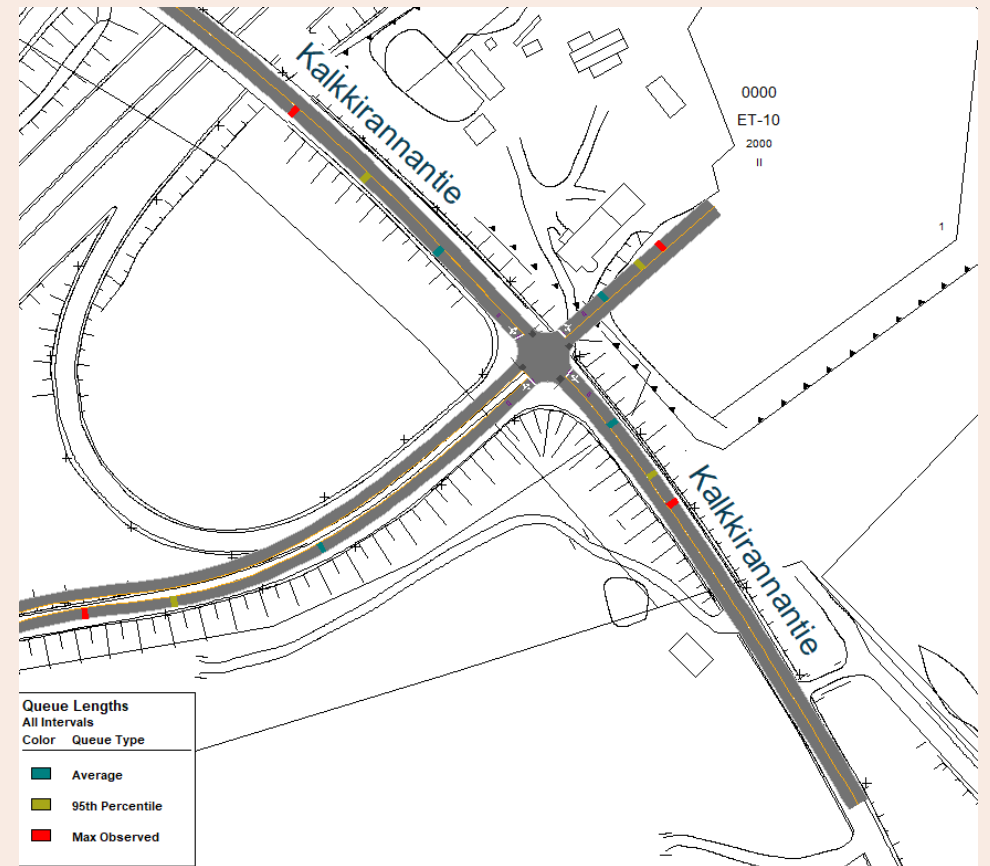 Kalkkirannantie
0000
ET-10
2000
II
1
Kalkkirannantie
Queue Lengths
All Intervals
Color Queue Type
Average
95th Percentile
Max Observed